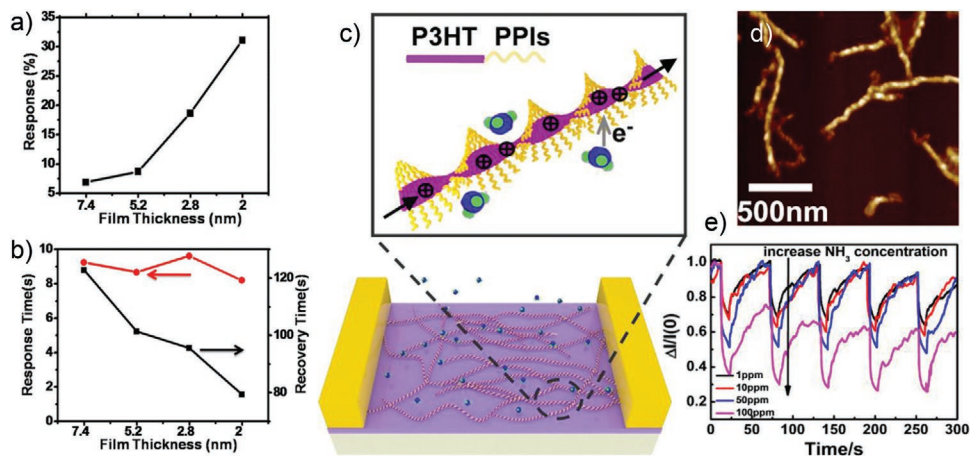 a)
35
30
25
20
15
10
5
Response (%)
7.4 5.2 2.8 2
Film Thickness (nm)
b)
10
8
6
4
2
0
Response Time(s)
120
100
80
Recovery Time(s)
7.4 5.2 2.8 2
Film Thickness (nm)
c)
P3HT PPIs
e-
d)
500nm
e)
increase NH3 concentration
1.0
0.8
0.6
0.4
0.2
ΔI/I(0)
1ppm
10ppm
50ppm
100ppm
0 50 100 150 200 250 300
Time/s